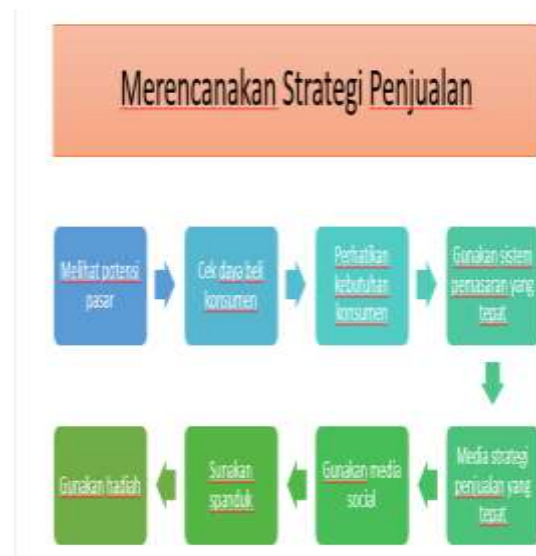 Merencanakan Strategi Penjualan
Melihat potensi
pasar
Cek daya beli
konsumen
Perhatikan
kebutuhan
konsumen
Gunakan sistem
pemasaran yang
tepat
Media strategi
penjualan yang
tepat
Gunakan media
social
Sunakan
spanduk
Gunakan hadiah